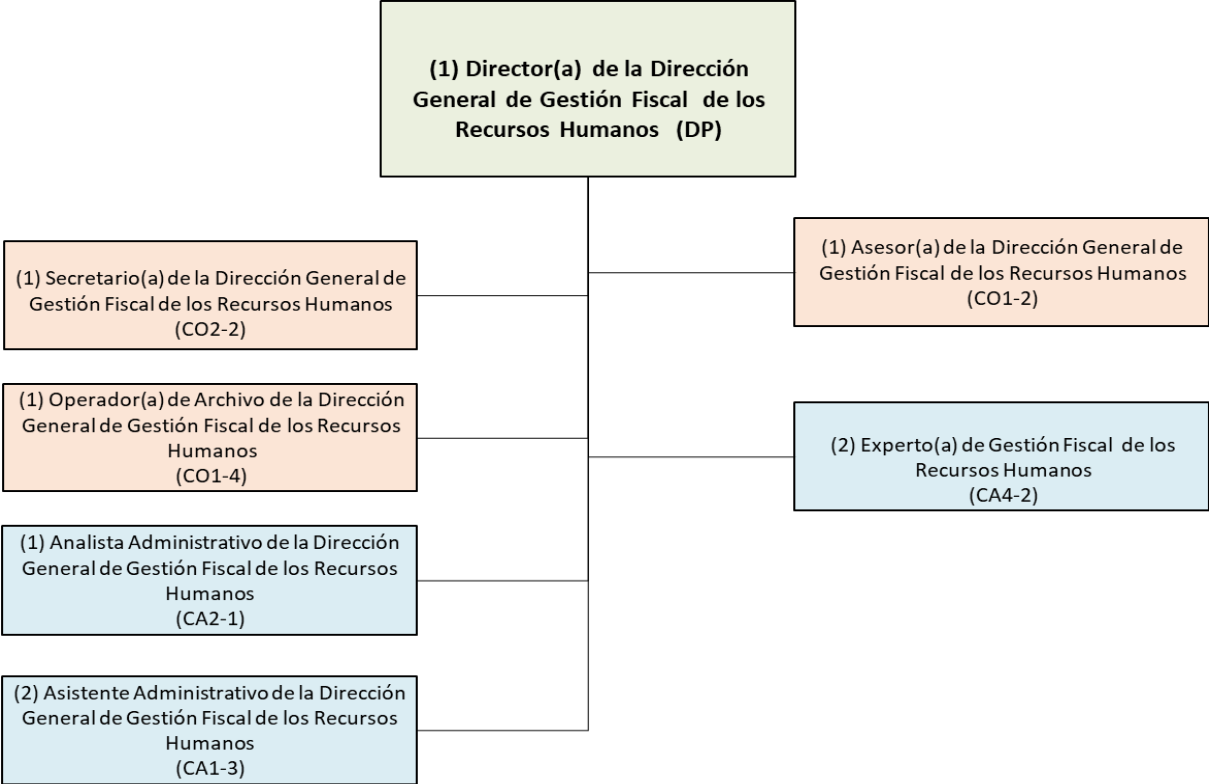 (1) Director(a) de la Dirección
General de Gestión Fiscal de los
Recursos Humanos (DP)
(1) Secretario(a) de la Dirección General de
Gestión Fiscal de los Recursos Humanos
(CO2-2)
(1) Asesor(a) de la Dirección General de
Gestión Fiscal de los Recursos Humanos
(CO1-2)
(1) Operador(a) de Archivo de la Dirección
General de Gestión Fiscal de los Recursos
Humanos
(CO1-4)
(2) Experto(a) de Gestión Fiscal de los
Recursos Humanos
(CA4-2)
(1) Analista Administrativo de la Dirección
General de Gestión Fiscal de los Recursos
Humanos
(CA2-1)
(2) Asistente Administrativo de la Dirección
General de Gestión Fiscal de los Recursos
Humanos
(CA1-3)